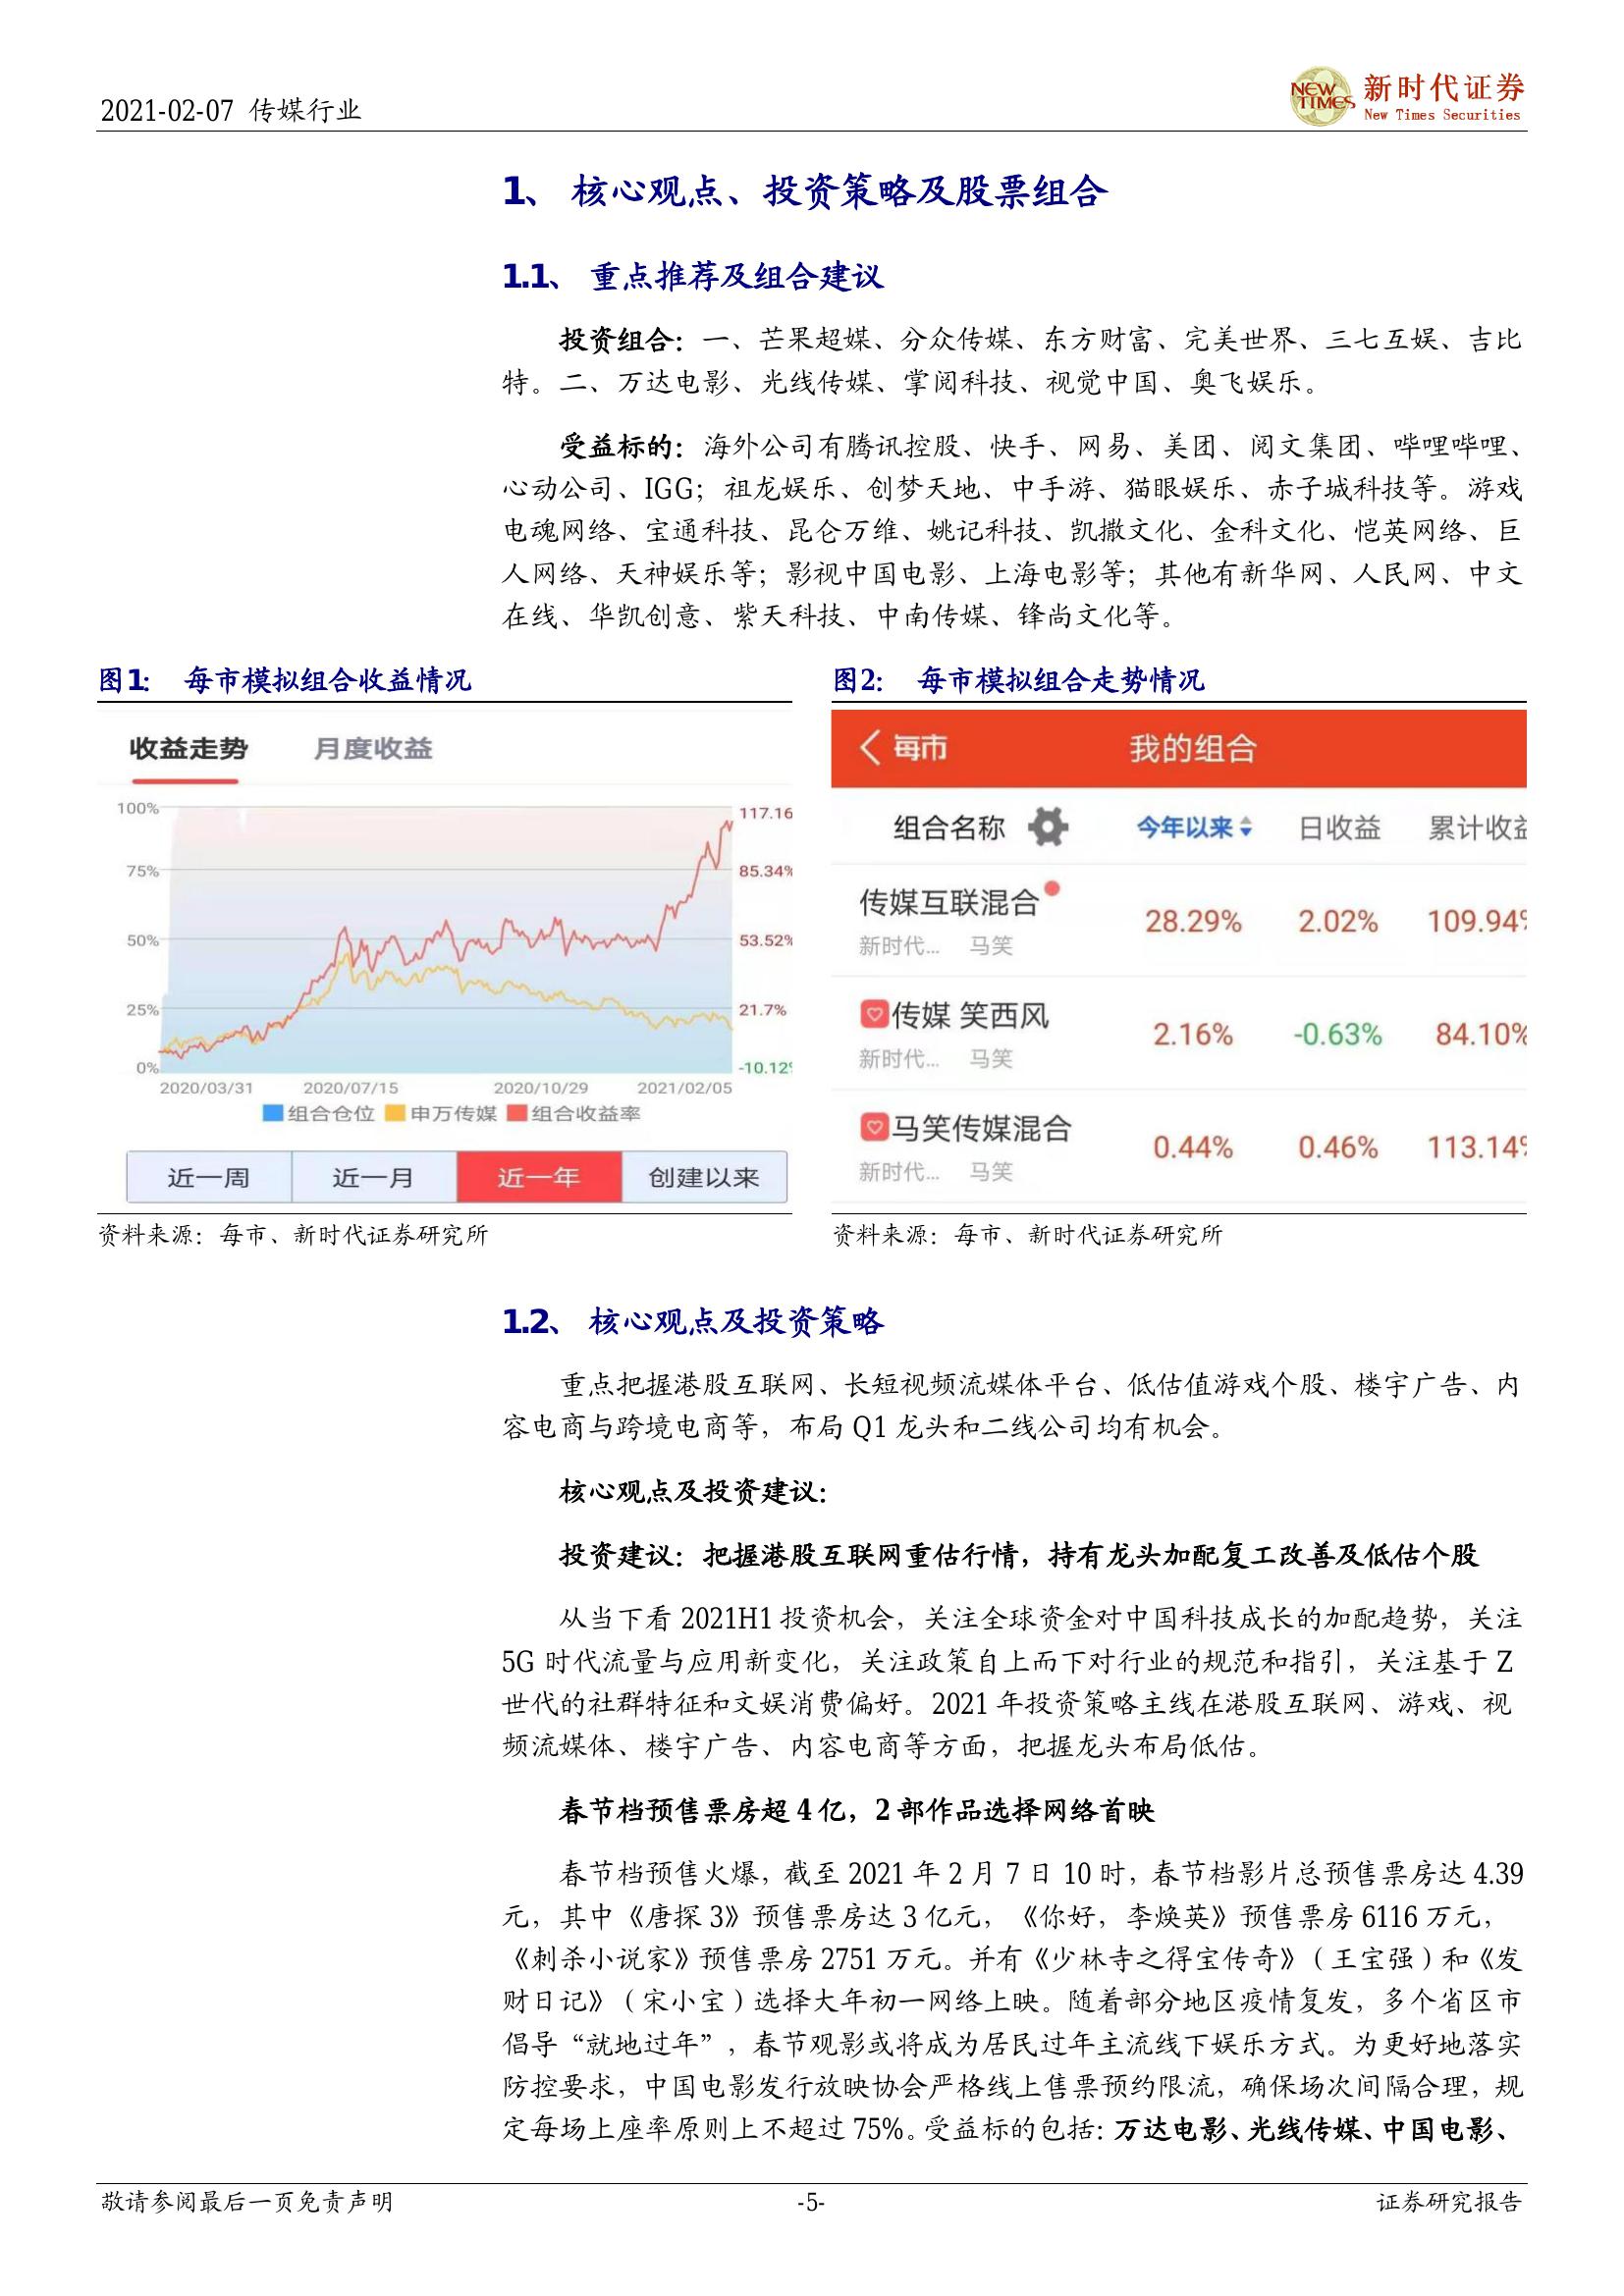 2021-02-07 传媒行业
NEW TIMES
新时代证券
New Times Securities
1、 核心观点、投资策略及股票组合
1.1、 重点推荐及组合建议
投资组合：一、芒果超媒、分众传媒、东方财富、完美世界、三七互娱、吉比
特。二、万达电影、光线传媒、掌阅科技、视觉中国、奥飞娱乐。
受益标的：海外公司有腾讯控股、快手、网易、美团、阅文集团、哔哩哔哩、
心动公司、IGG；祖龙娱乐、创梦天地、中手游、猫眼娱乐、赤子城科技等。游戏
电魂网络、宝通科技、昆仑万维、姚记科技、凯撒文化、金科文化、恺英网络、巨
人网络、天神娱乐等；影视中国电影、上海电影等；其他有新华网、人民网、中文
在线、华凯创意、紫天科技、中南传媒、锋尚文化等。
图1： 每市模拟组合收益情况
收益走势 月度收益
100% 117.16
75% 85.34%
50% 53.52%
25% 21.7%
0% -10.12%
2020/03/31 2020/07/15 2020/10/29 2021/02/05
组合仓位 申万传媒 组合收益率
近一周 近一月 近一年 创建以来
资料来源：每市、新时代证券研究所
图2： 每市模拟组合走势情况
每市 我的组合
组合名称 今年以来 日收益 累计收益
传媒互联混合 28.29% 2.02% 109.94%
新时代... 马笑
传媒 笑西风 2.16% -0.63% 84.10%
新时代... 马笑
马笑传媒混合 0.44% 0.46% 113.14%
新时代... 马笑
资料来源：每市、新时代证券研究所
1.2、 核心观点及投资策略
重点把握港股互联网、长短视频流媒体平台、低估值游戏个股、楼宇广告、内
容电商与跨境电商等，布局 Q1 龙头和二线公司均有机会。
核心观点及投资建议：
投资建议：把握港股互联网重估行情，持有龙头加配复工改善及低估个股
从当下看 2021H1 投资机会，关注全球资金对中国科技成长的加配趋势，关注
5G 时代流量与应用新变化，关注政策自上而下对行业的规范和指引，关注基于 Z
世代的社群特征和文娱消费偏好。2021 年投资策略主线在港股互联网、游戏、视
频流媒体、楼宇广告、内容电商等方面，把握龙头布局低估。
春节档预售票房超 4 亿，2 部作品选择网络首映
春节档预售火爆，截至 2021 年 2 月 7 日 10 时，春节档影片总预售票房达 4.39
元，其中《唐探 3》预售票房达 3 亿元，《你好，李焕英》预售票房 6116 万元，
《刺杀小说家》预售票房 2751 万元。并有《少林寺之得宝传奇》（王宝强）和《发
财日记》（宋小宝）选择大年初一网络上映。随着部分地区疫情复发，多个省区市
倡导“就地过年”，春节观影或将成为居民过年主流线下娱乐方式。为更好地落实
防控要求，中国电影发行放映协会严格线上售票预约限流，确保场次间隔合理，规
定每场上座率原则上不超过 75%。受益标的包括：万达电影、光线传媒、中国电影、
敬请参阅最后一页免责声明 -5- 证券研究报告